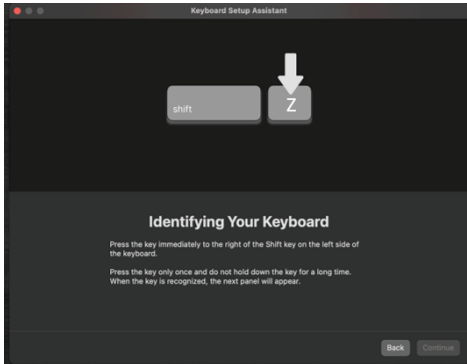 Keyboard Setup Assistant
shift Z
Identifying Your Keyboard
Press the key immediately to the right of the Shift key on the left side of
the keyboard.
Press the key only once and do not hold down the key for a long time.
When the key is recognized, the next panel will appear.
Back Continue